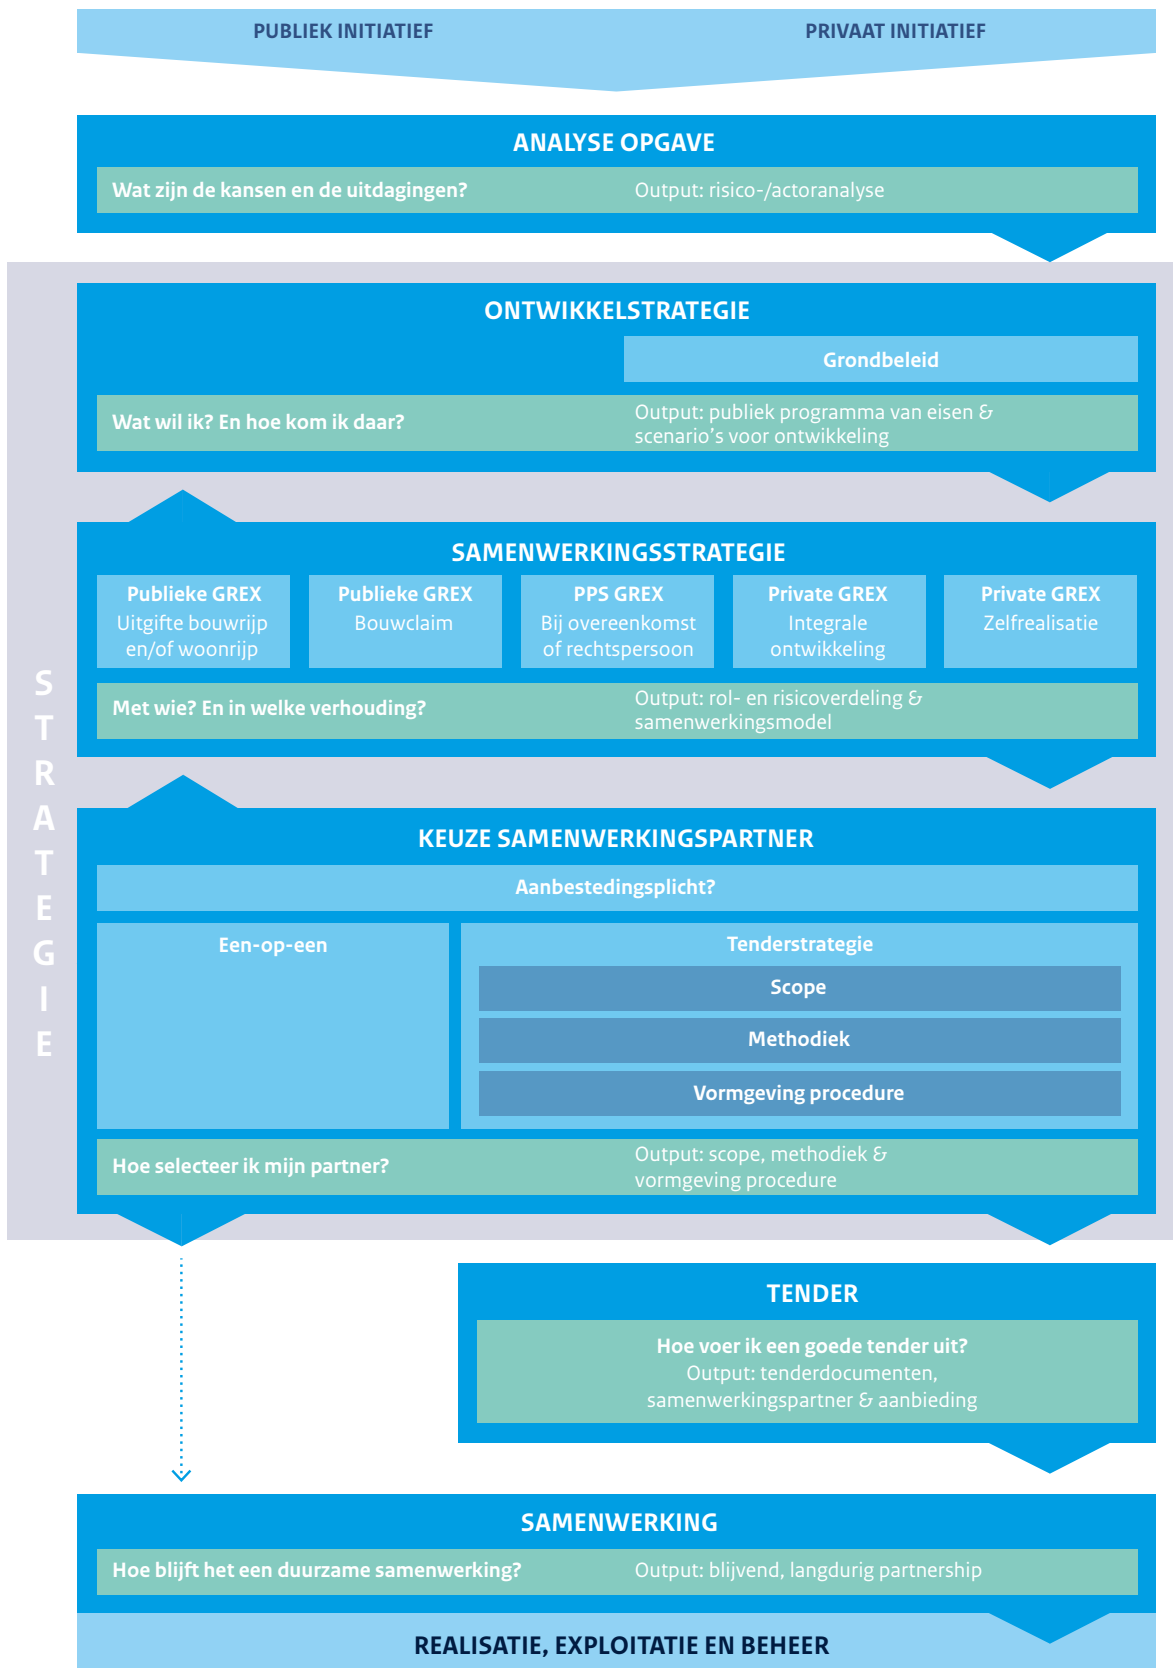 PUBLIEK INITIATIEF
PRIVAAT INITIATIEF
ANALYSE OPGAVE
Wat zijn de kansen en de uitdagingen?
Output: risico-/actoranalyse
STRATEGIE
ONTWIKKELSTRATEGIE
Grondbeleid
Wat wil ik? En hoe kom ik daar?
Output: publiek programma van eisen &
scenario's voor ontwikkeling
SAMENWERKINGSSTRATEGIE
Publieke GREX
Uitgifte bouwrijp
en/of woonrijp
Publieke GREX
Bouwclaim
PPS GREX
Bij overeenkomst
of rechtspersoon
Private GREX
Integrale
ontwikkeling
Private GREX
Zelfrealisatie
Met wie? En in welke verhouding?
Output: rol- en risicoverdeling &
samenwerkingsmodel
KEUZE SAMENWERKINGSPARTNER
Aanbestedingsplicht?
Een-op-een
Tenderstrategie
Scope
Methodiek
Vormgeving procedure
Hoe selecteer ik mijn partner?
Output: scope, methodiek &
vormgeving procedure
TENDER
Hoe voer ik een goede tender uit?
Output: tenderdocumenten,
samenwerkingspartner & aanbieding
SAMENWERKING
Hoe blijft het een duurzame samenwerking?
Output: blijvend, langdurig partnership
REALISATIE, EXPLOITATIE EN BEHEER